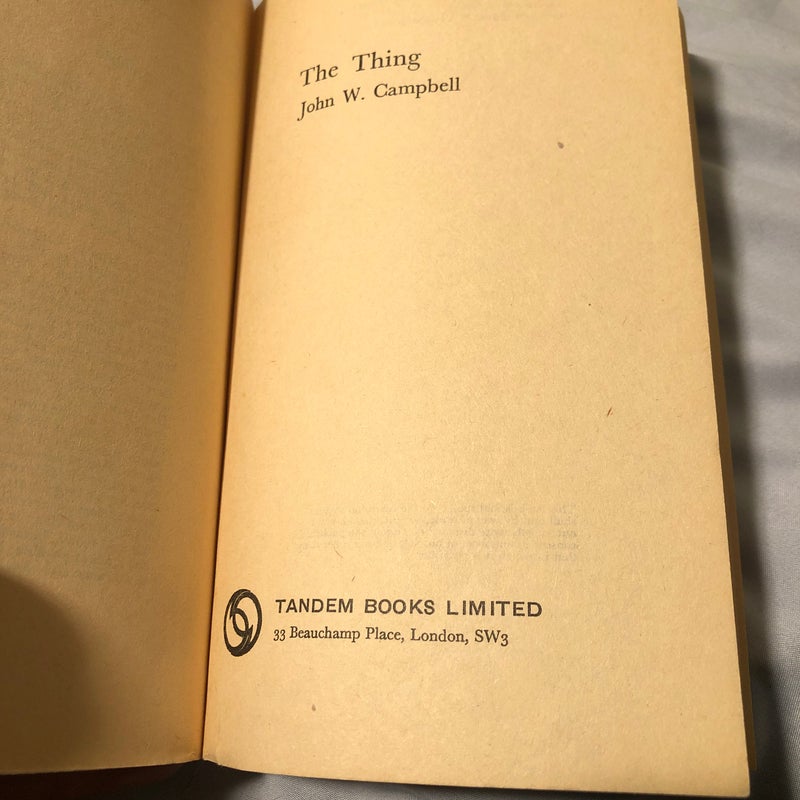 The Thing
John W. Campbell
TANDEM BOOKS LIMITED
33 Beauchamp Place, London, SW3